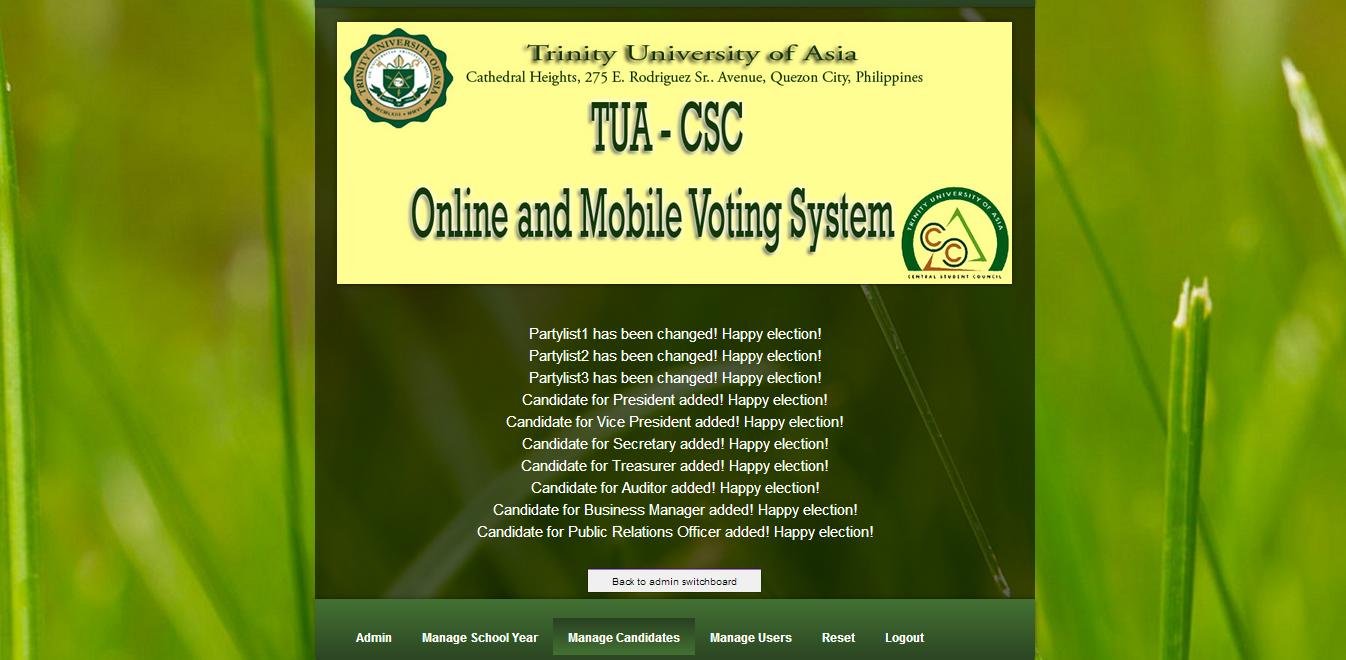 TRINITY UNIVERSITY OF ASIA
Trinity University of Asia
Cathedral Heights, 275 E. Rodriguez Sr.. Avenue, Quezon City, Philippines
TUA - CSC
Online and Mobile Voting System
TRINITY UNIVERSITY OF ASIA
CSC
CENTRAL STUDENT COUNCIL
Partylist1 has been changed! Happy election!
Partylist2 has been changed! Happy election!
Partylist3 has been changed! Happy election!
Candidate for President added! Happy election!
Candidate for Vice President added! Happy election!
Candidate for Secretary added! Happy election!
Candidate for Treasurer added! Happy election!
Candidate for Auditor added! Happy election!
Candidate for Business Manager added! Happy election!
Candidate for Public Relations Officer added! Happy election!
Back to admin switchboard
Admin Manage School Year Manage Candidates Manage Users Reset Logout